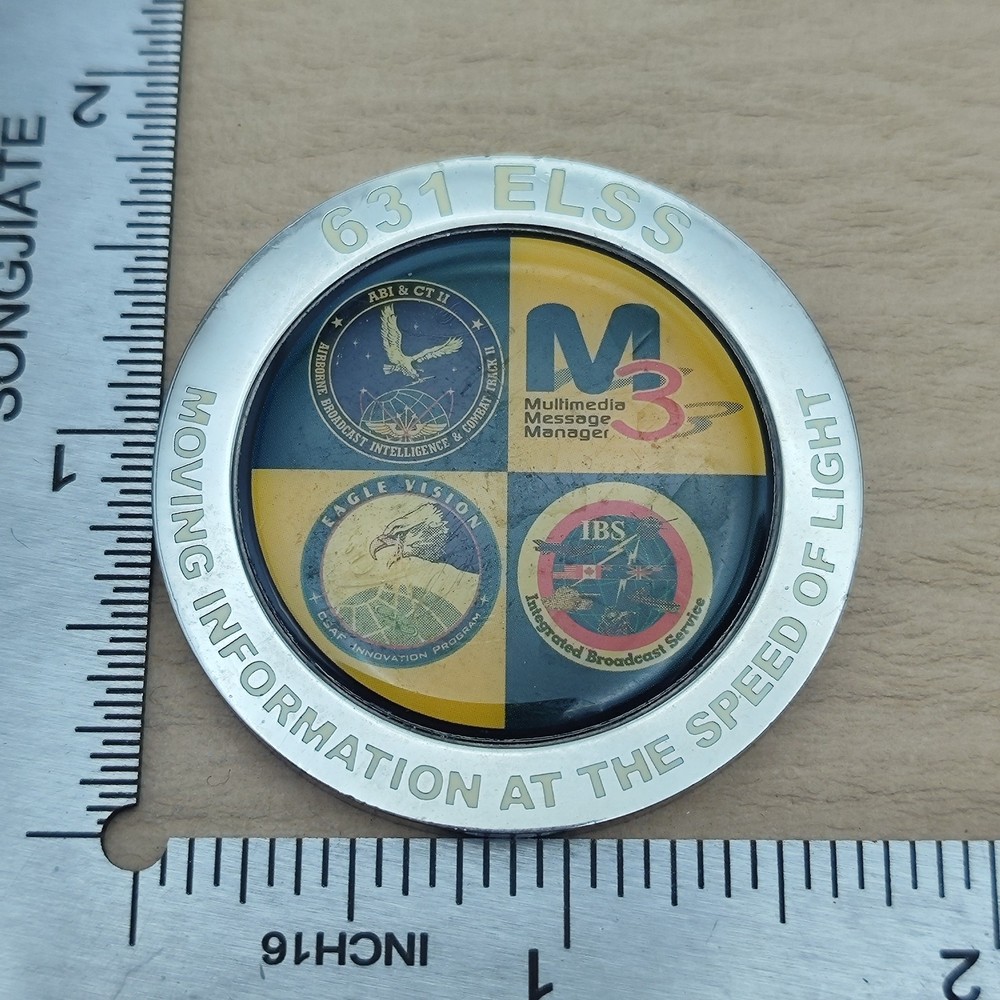 631 ELSS
MOVING INFORMATION AT THE SPEED OF LIGHT
ABI & CT II
AIRBORNE BROADCAST INTELLIGENCE & COMBAT TRACK II
M3
Multimedia
Message
Manager
EAGLE VISION
CSAF INNOVATION PROGRAM
IBS
Integrated Broadcast Service
SONGJIATE
2
1
INCH16
1
2